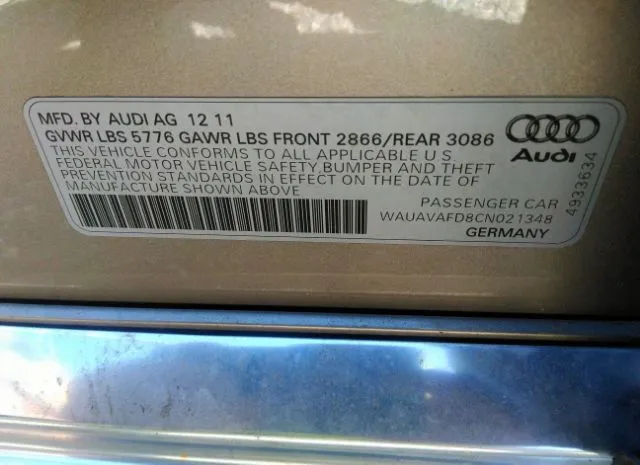 MFD. BY AUDI AG 12 11
GVWR LBS 5776 GAWR LBS FRONT 2866/REAR 3086
THIS VEHICLE CONFORMS TO ALL APPLICABLE U S.
FEDERAL MOTOR VEHICLE SAFETY,BUMPER AND THEFT
PREVENTION STANDARDS IN EFFECT ON THE DATE OF
MANUFACTURE SHOWN ABOVE
Audi
4933634
PASSENGER CAR
WAUAVAFD8CN021348
GERMANY